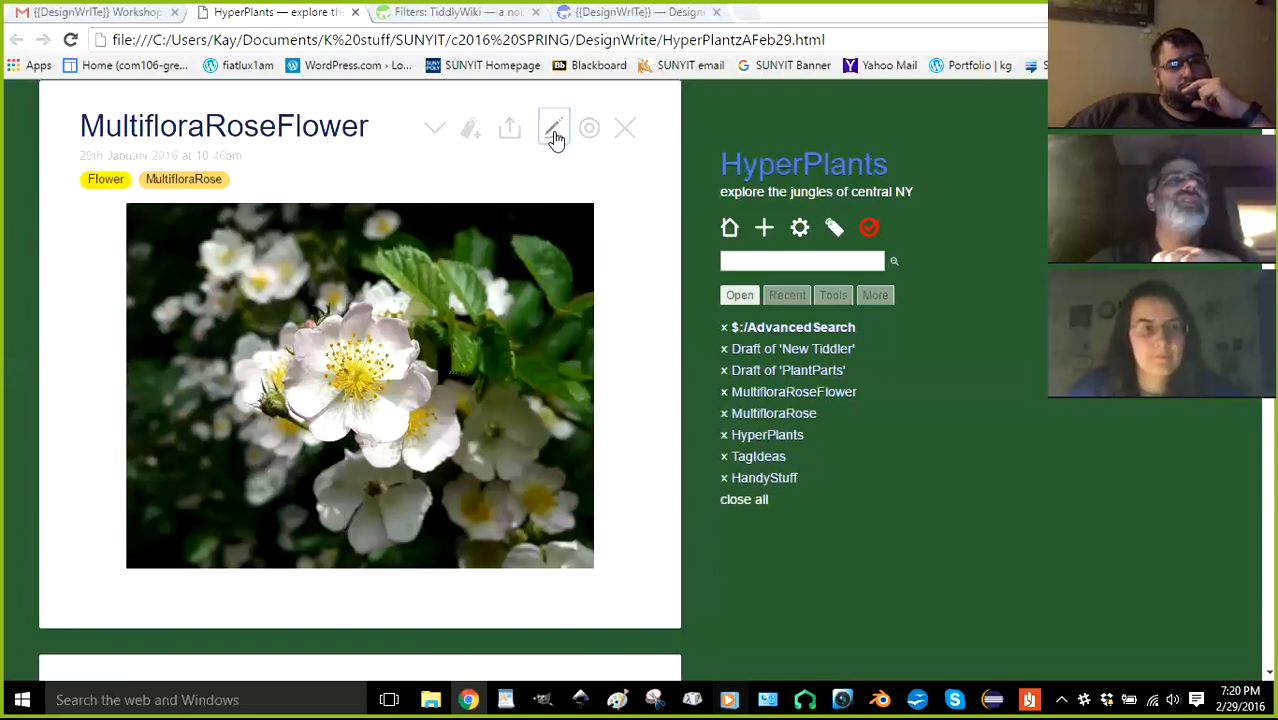 {{DesignWrITe}} Workshop × HyperPlants — explore the × Filters: TiddlyWiki — a no × {{DesignWrITe}} — Design ×
file:///C:/Users/Kay/Documents/K%20stuff/SUNYIT/c2016%20SPRING/DesignWrite/HyperPlantzAFeb29.html
Apps Home (com106-gre... fiatlux1am WordPress.com › Lo... SUNYIT Homepage Bb Blackboard SUNYIT email SUNYIT Banner Yahoo Mail Portfolio | kg
MultifloraRoseFlower
29th January 2016 at 10:46am
Flower MultifloraRose
HyperPlants
explore the jungles of central NY
Open Recent Tools More
× $:/AdvancedSearch
× Draft of 'New Tiddler'
× Draft of 'PlantParts'
× MultifloraRoseFlower
× MultifloraRose
× HyperPlants
× TagIdeas
× HandyStuff
close all
Search the web and Windows
7:20 PM
2/29/2016